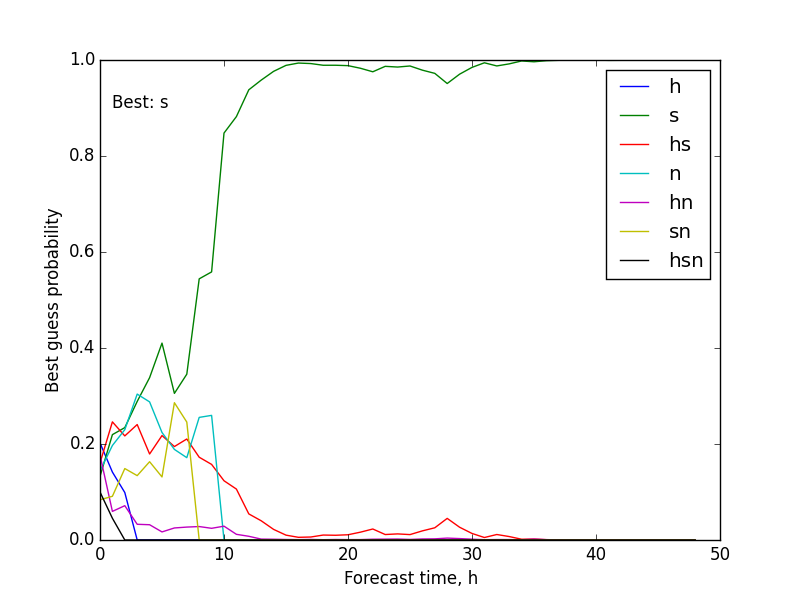 Best: s
h
s
hs
n
hn
sn
hsn
1.0
0.8
0.6
0.4
0.2
0.0
0 10 20 30 40 50
Best guess probability
Forecast time, h